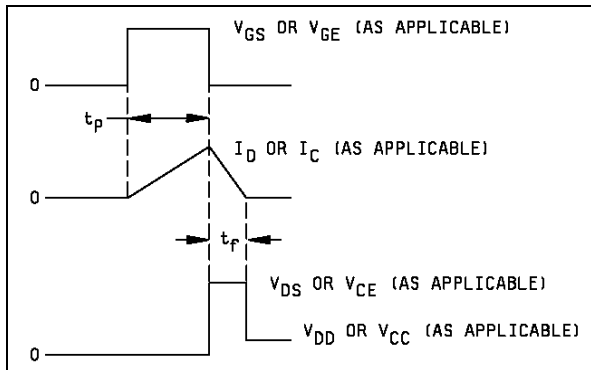 V_GS OR V_GE (AS APPLICABLE)
0
t_p
I_D OR I_C (AS APPLICABLE)
0
t_f
V_DS OR V_CE (AS APPLICABLE)
V_DD OR V_CC (AS APPLICABLE)
0